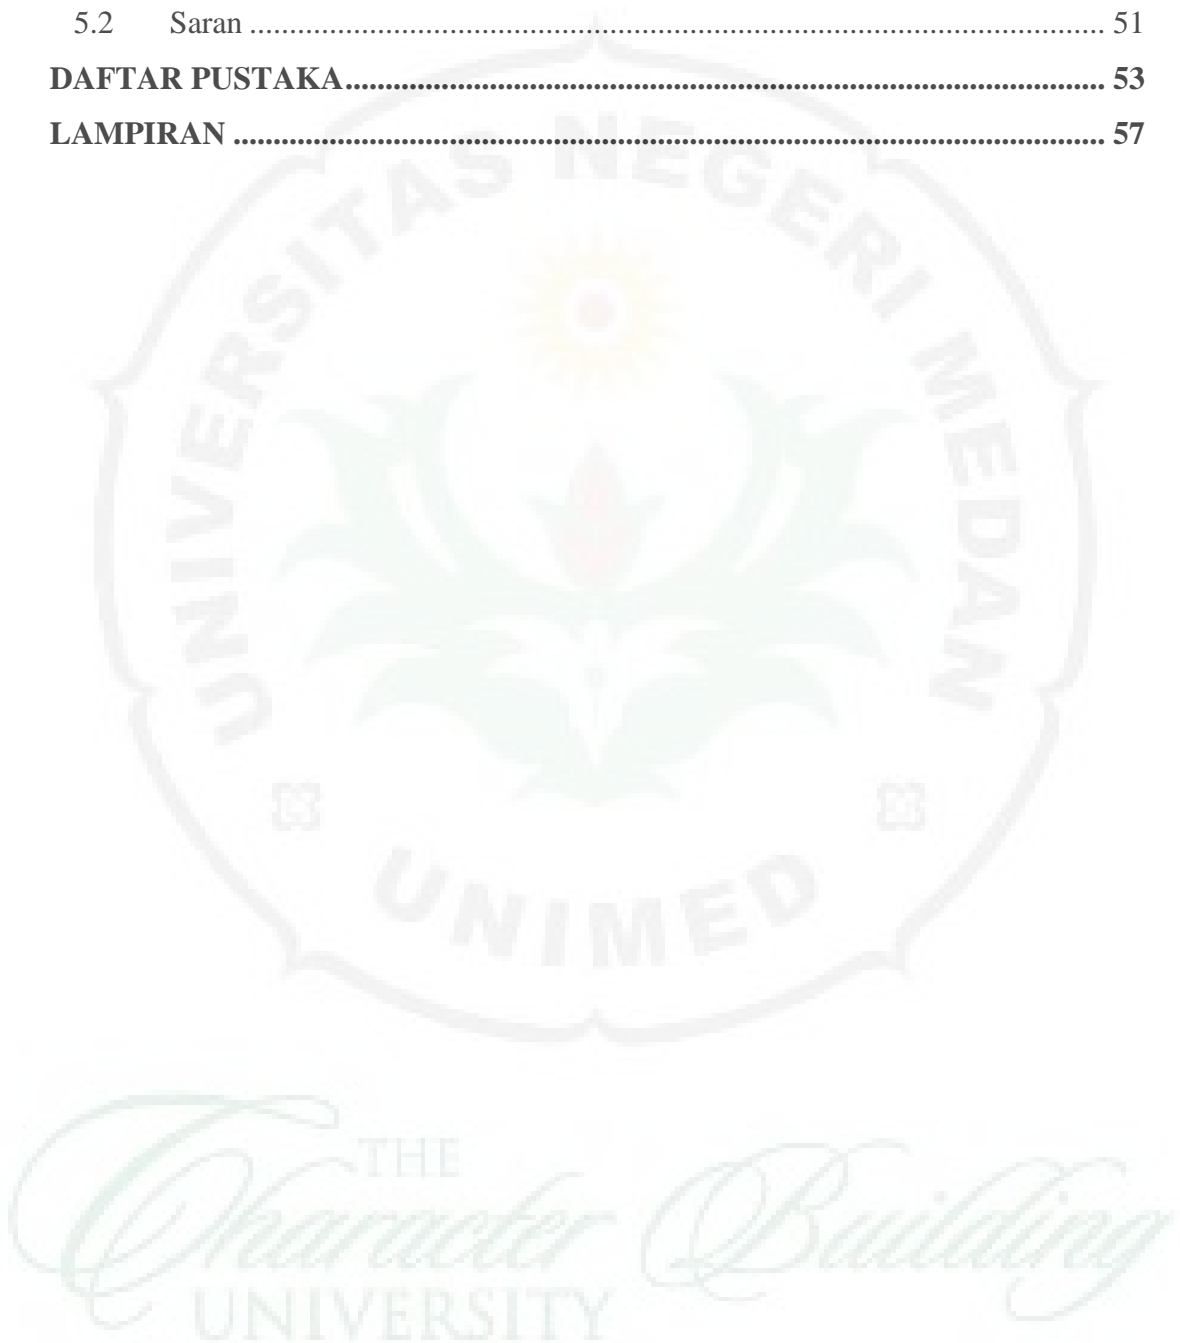 5.2 Saran ........................................................................................................... 51
DAFTAR PUSTAKA............................................................................................... 53
LAMPIRAN ............................................................................................................. 57
UNIVERSITAS NEGERI MEDAN
UNIMED
THE
Character Building
UNIVERSITY